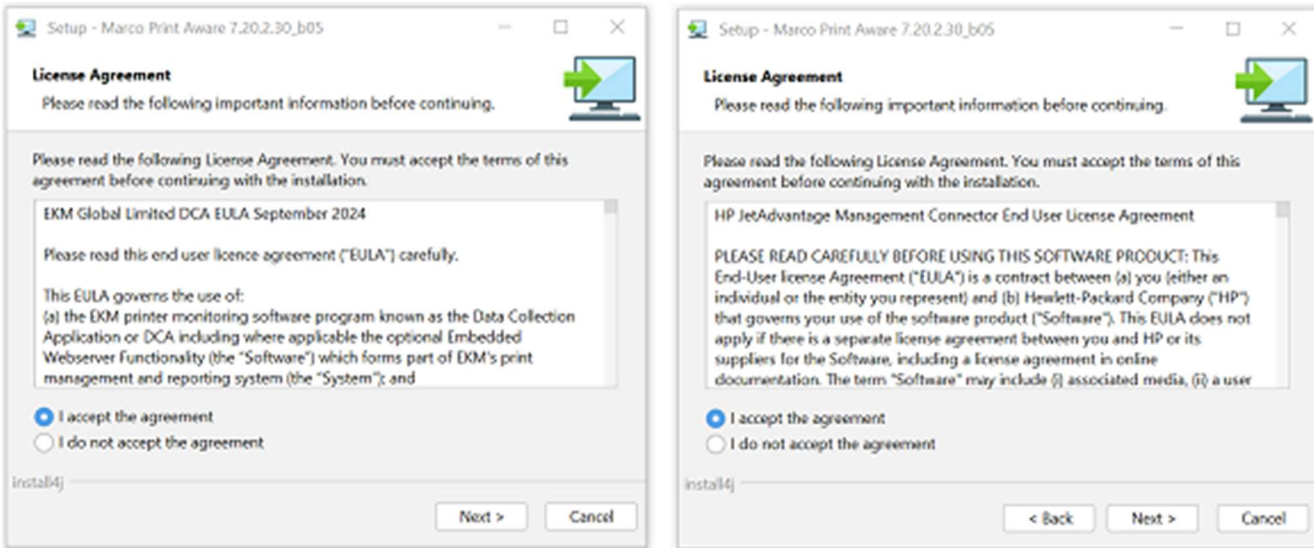 Setup - Marco Print Aware 7.20.2.30_b05
License Agreement
Please read the following important information before continuing.
Please read the following License Agreement. You must accept the terms of this
agreement before continuing with the installation.
EKM Global Limited DCA EULA September 2024
Please read this end user licence agreement ("EULA") carefully.
This EULA governs the use of:
(a) the EKM printer monitoring software program known as the Data Collection
Application or DCA including where applicable the optional Embedded
Webserver Functionality (the "Software") which forms part of EKM's print
management and reporting system (the "System"); and
I accept the agreement
I do not accept the agreement
install4j
Next >
Cancel
Setup - Marco Print Aware 7.20.2.30_b05
License Agreement
Please read the following important information before continuing.
Please read the following License Agreement. You must accept the terms of this
agreement before continuing with the installation.
HP JetAdvantage Management Connector End User License Agreement
PLEASE READ CAREFULLY BEFORE USING THIS SOFTWARE PRODUCT: This
End-User license Agreement ("EULA") is a contract between (a) you (either an
individual or the entity you represent) and (b) Hewlett-Packard Company ("HP")
that governs your use of the software product ("Software"). This EULA does not
apply if there is a separate license agreement between you and HP or its
suppliers for the Software, including a license agreement in online
documentation. The term "Software" may include (i) associated media, (ii) a user
I accept the agreement
I do not accept the agreement
install4j
< Back
Next >
Cancel